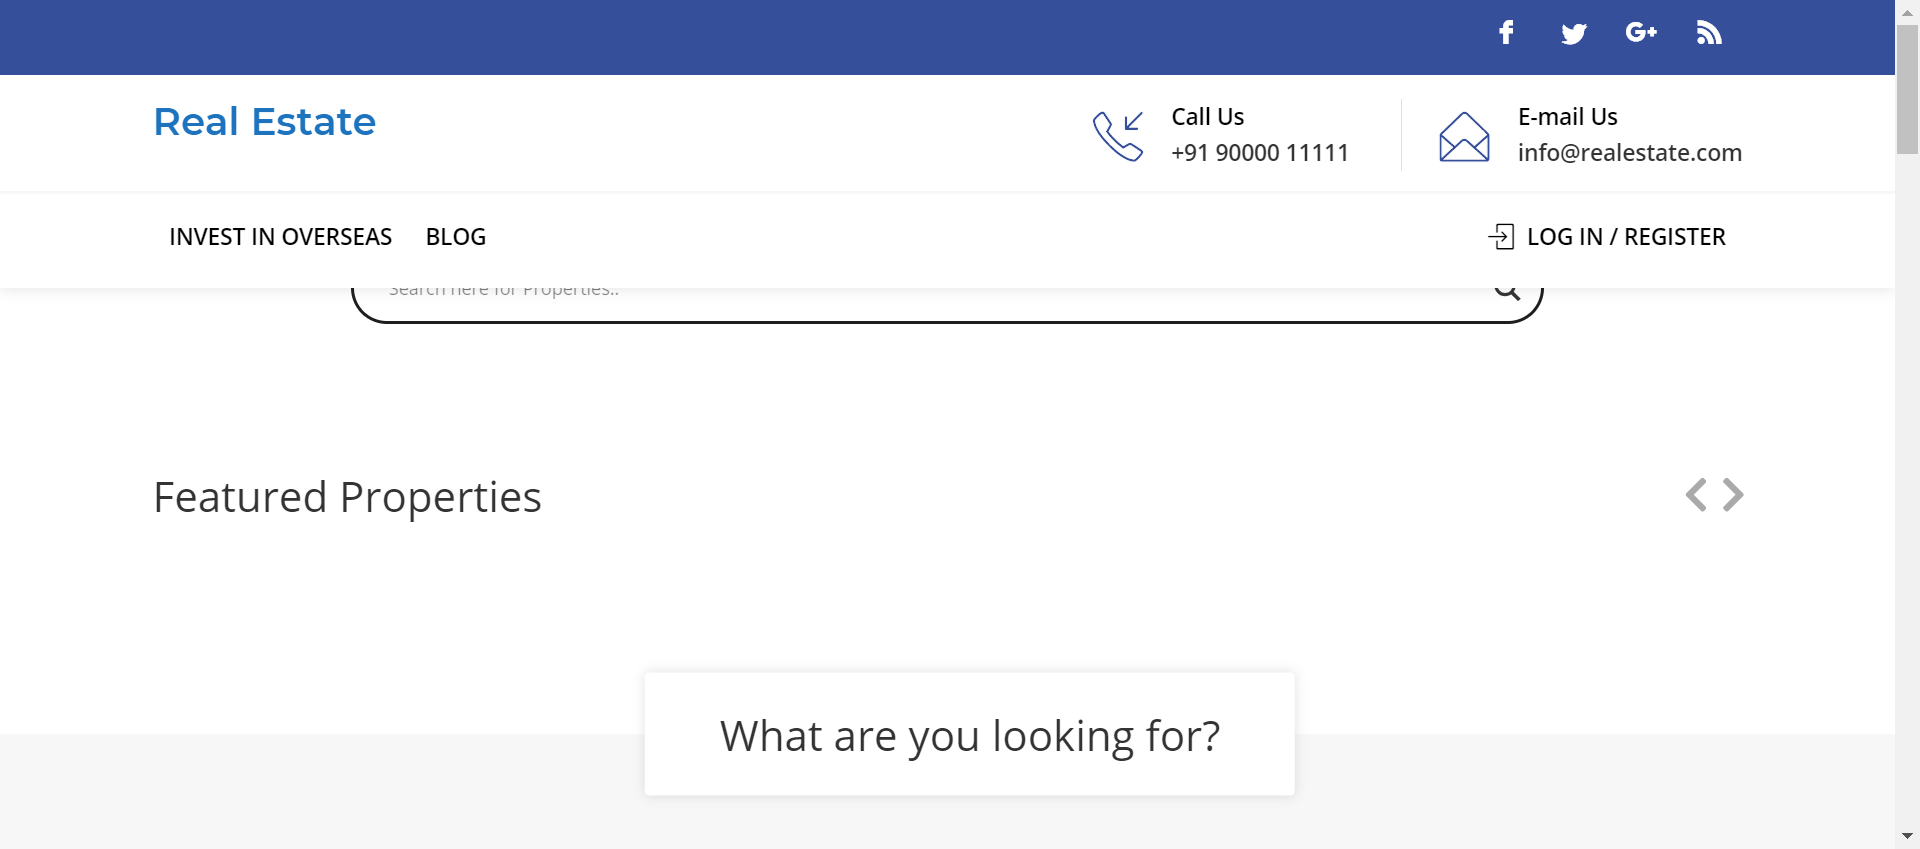 Real Estate
Call Us
+91 90000 11111
E-mail Us
info@realestate.com
INVEST IN OVERSEAS
BLOG
LOG IN / REGISTER
Search here for Properties..
Featured Properties
What are you looking for?